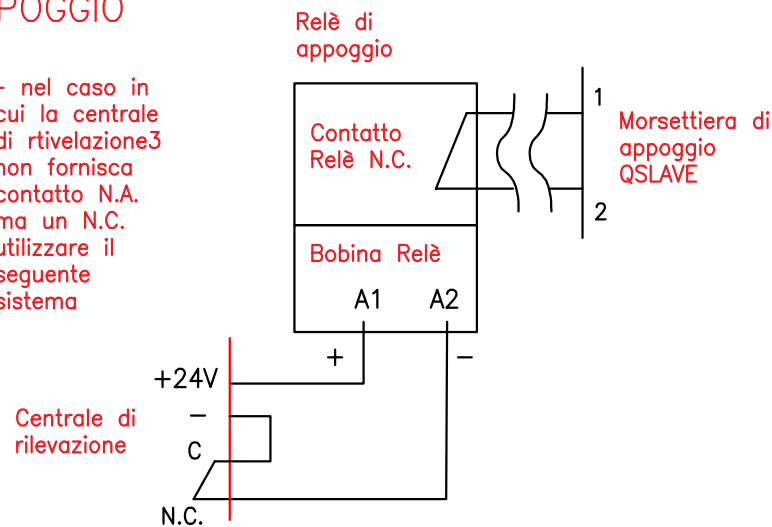 POGGIO
- nel caso in
cui la centrale
di rtivelazione3
non fornisca
contatto N.A.
ma un N.C.
utilizzare il
seguente
sistema
Relè di
appoggio
Contatto
Relè N.C.
Bobina Relè
A1 A2
+ −
1
2
Morsettiera di
appoggio
QSLAVE
+24V
−
C
N.C.
Centrale di
rilevazione